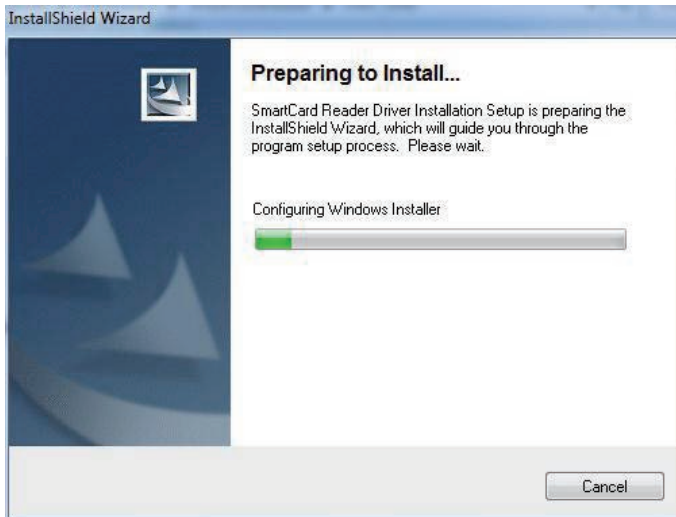 InstallShield Wizard
Preparing to Install...
SmartCard Reader Driver Installation Setup is preparing the
InstallShield Wizard, which will guide you through the
program setup process. Please wait.
Configuring Windows Installer
Cancel